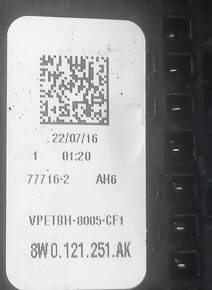 22/07/16
1 01:20
77716-2 AH6
VPETBH-8005-CF1
8W0.121.251.AK